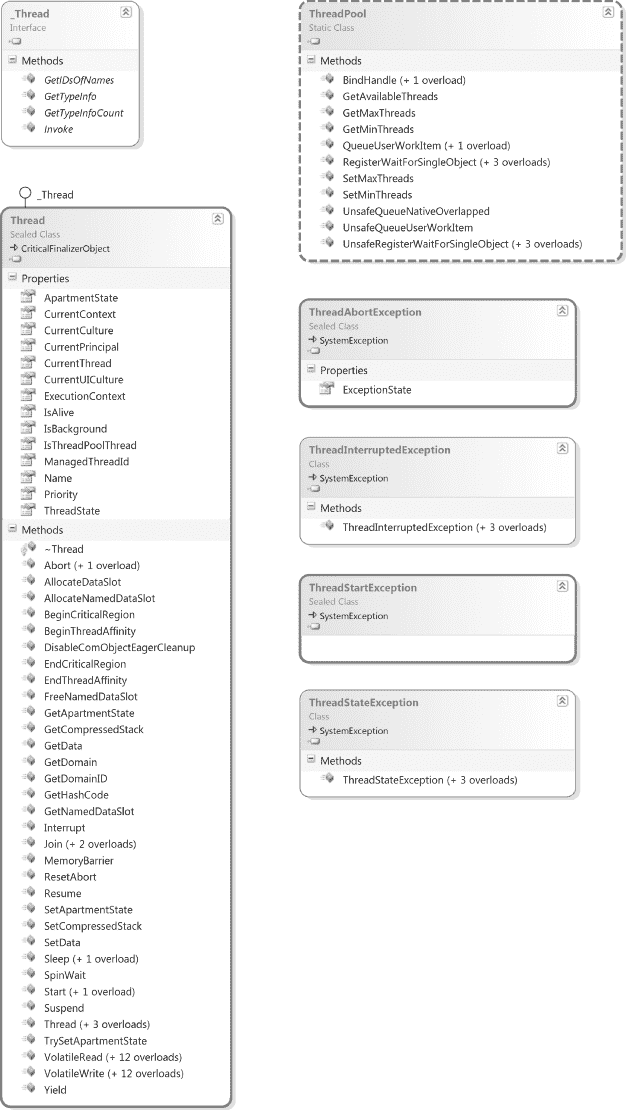 _Thread
Interface
Methods
GetIDsOfNames
GetTypeInfo
GetTypeInfoCount
Invoke
_Thread
Thread
Sealed Class
CriticalFinalizerObject
Properties
ApartmentState
CurrentContext
CurrentCulture
CurrentPrincipal
CurrentThread
CurrentUICulture
ExecutionContext
IsAlive
IsBackground
IsThreadPoolThread
ManagedThreadId
Name
Priority
ThreadState
Methods
~Thread
Abort (+ 1 overload)
AllocateDataSlot
AllocateNamedDataSlot
BeginCriticalRegion
BeginThreadAffinity
DisableComObjectEagerCleanup
EndCriticalRegion
EndThreadAffinity
FreeNamedDataSlot
GetApartmentState
GetCompressedStack
GetData
GetDomain
GetDomainID
GetHashCode
GetNamedDataSlot
Interrupt
Join (+ 2 overloads)
MemoryBarrier
ResetAbort
Resume
SetApartmentState
SetCompressedStack
SetData
Sleep (+ 1 overload)
SpinWait
Start (+ 1 overload)
Suspend
Thread (+ 3 overloads)
TrySetApartmentState
VolatileRead (+ 12 overloads)
VolatileWrite (+ 12 overloads)
Yield
ThreadPool
Static Class
Methods
BindHandle (+ 1 overload)
GetAvailableThreads
GetMaxThreads
GetMinThreads
QueueUserWorkItem (+ 1 overload)
RegisterWaitForSingleObject (+ 3 overloads)
SetMaxThreads
SetMinThreads
UnsafeQueueNativeOverlapped
UnsafeQueueUserWorkItem
UnsafeRegisterWaitForSingleObject (+ 3 overloads)
ThreadAbortException
Sealed Class
SystemException
Properties
ExceptionState
ThreadInterruptedException
Class
SystemException
Methods
ThreadInterruptedException (+ 3 overloads)
ThreadStartException
Sealed Class
SystemException
ThreadStateException
Class
SystemException
Methods
ThreadStateException (+ 3 overloads)